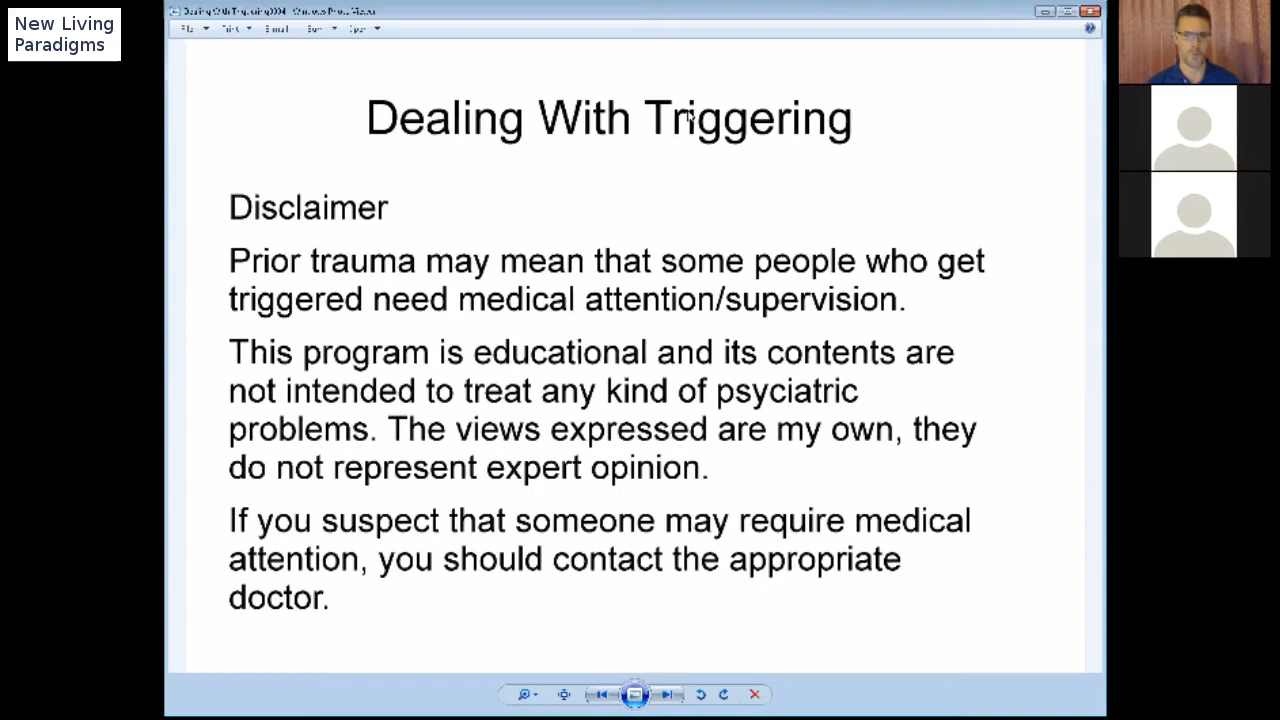 New Living
Paradigms
Dealing With Triggering
Disclaimer
Prior trauma may mean that some people who get
triggered need medical attention/supervision.
This program is educational and its contents are
not intended to treat any kind of psyciatric
problems. The views expressed are my own, they
do not represent expert opinion.
If you suspect that someone may require medical
attention, you should contact the appropriate
doctor.